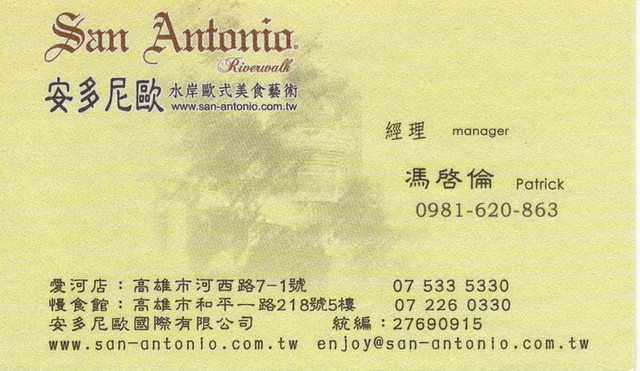 San Antonio®
Riverwalk
安多尼歐 水岸歐式美食藝術
www.san-antonio.com.tw
經理 manager
馮啓倫 Patrick
0981-620-863
愛河店：高雄市河西路7-1號 07 533 5330
慢食館：高雄市和平一路218號5樓 07 226 0330
安多尼歐國際有限公司 統編：27690915
www.san-antonio.com.tw enjoy@san-antonio.com.tw